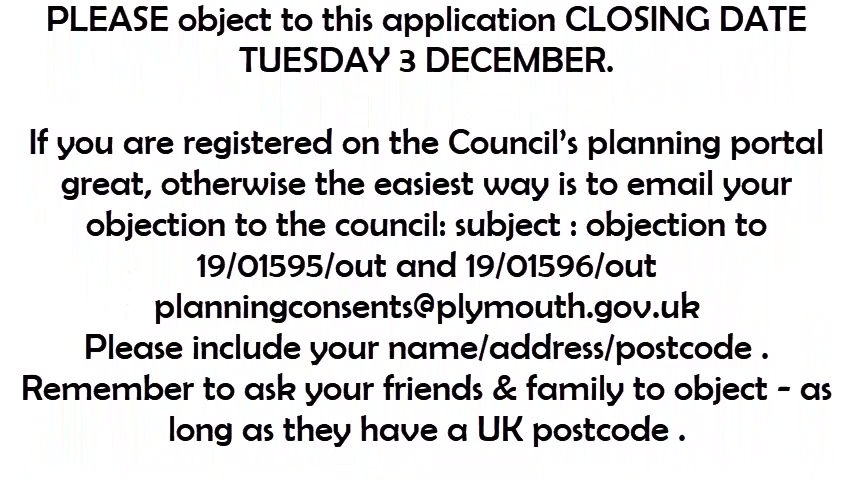 PLEASE object to this application CLOSING DATE
TUESDAY 3 DECEMBER.
If you are registered on the Council's planning portal
great, otherwise the easiest way is to email your
objection to the council: subject : objection to
19/01595/out and 19/01596/out
planningconsents@plymouth.gov.uk
Please include your name/address/postcode .
Remember to ask your friends & family to object - as
long as they have a UK postcode .